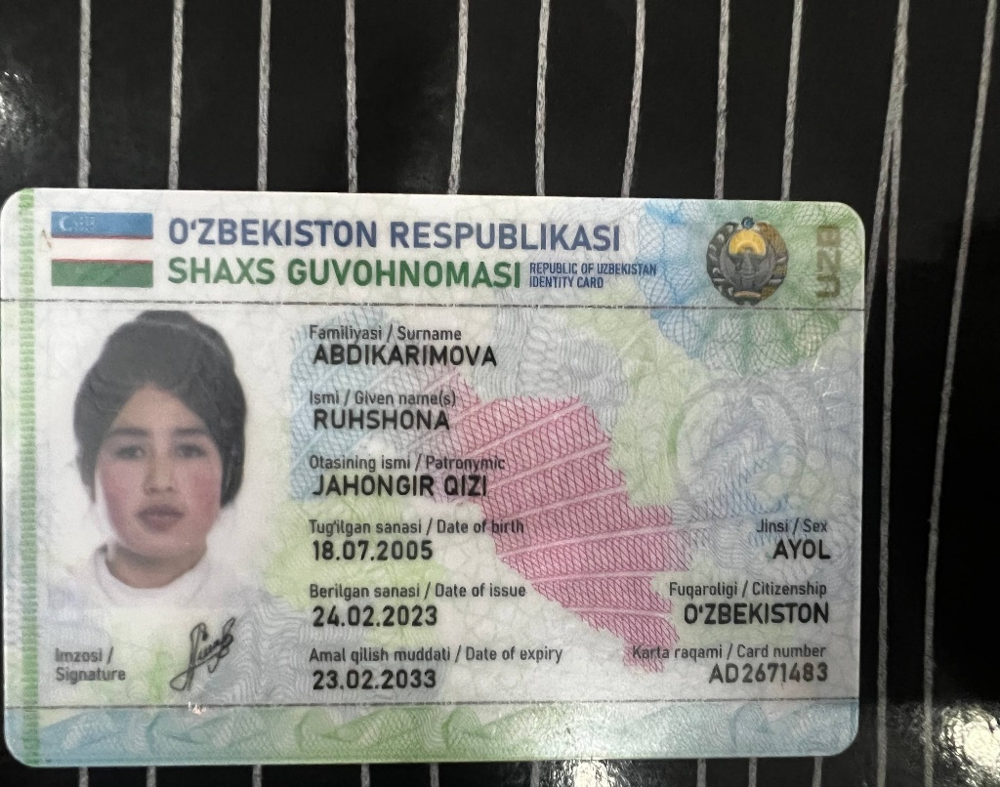 O‘ZBEKISTON RESPUBLIKASI
SHAXS GUVOHNOMASI
REPUBLIC OF UZBEKISTAN
IDENTITY CARD
UZB
Familiyasi / Surname
ABDIKARIMOVA
Ismi / Given name(s)
RUHSHONA
Otasining ismi / Patronymic
JAHONGIR QIZI
Tug‘ilgan sanasi / Date of birth
18.07.2005
Jinsi / Sex
AYOL
Berilgan sanasi / Date of issue
24.02.2023
Fuqaroligi / Citizenship
O‘ZBEKISTON
Amal qilish muddati / Date of expiry
23.02.2033
Karta raqami / Card number
AD2671483
Imzosi /
Signature